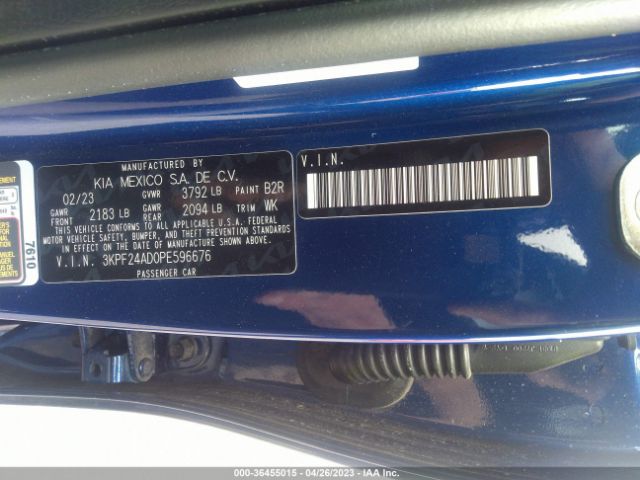 MANUFACTURED BY
KIA MEXICO S.A. DE C.V.
02/23 GVWR 3792 LB PAINT B2R
GAWR FRONT 2183 LB GAWR REAR 2094 LB TRIM WK
THIS VEHICLE CONFORMS TO ALL APPLICABLE U.S.A. FEDERAL
MOTOR VEHICLE SAFETY, BUMPER, AND THEFT PREVENTION STANDARDS
IN EFFECT ON THE DATE OF MANUFACTURE SHOWN ABOVE.
V.I.N. 3KPF24AD0PE596676
PASSENGER CAR
V.I.N.
7610
000-36455015 - 04/26/2023 - IAAI.COM